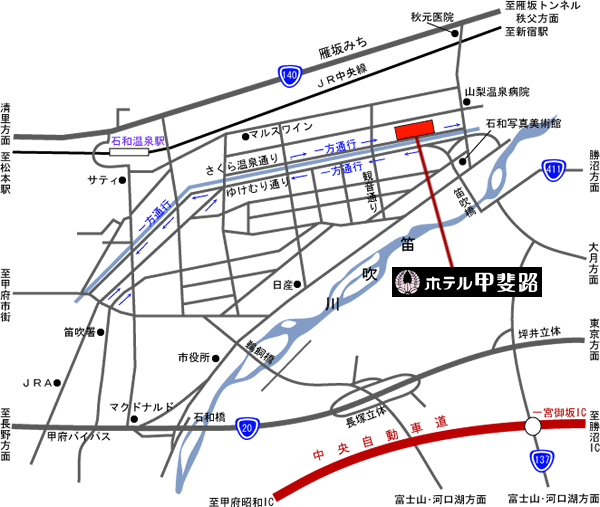 至雁坂トンネル
秩父方面
至新宿駅
秋元医院
雁坂みち
140
JR中央線
清里方面
山梨温泉病院
石和写真美術館
石和温泉駅
マルスワイン
至松本駅
さくら温泉通り
一方通行
サティ
ゆけむり通り
一方通行
観音通り
笛吹橋
411
勝沼方面
一方通行
大月方面
笛吹川
ホテル甲斐路
日産
至甲府市街
笛吹署
市役所
鵜飼橋
坪井立体
東京方面
JRA
マクドナルド
石和橋
長塚立体
至長野方面
甲府バイパス
20
中央自動車道
一宮御坂IC
至勝沼IC
137
至甲府昭和IC
富士山・河口湖方面
富士山・河口湖方面